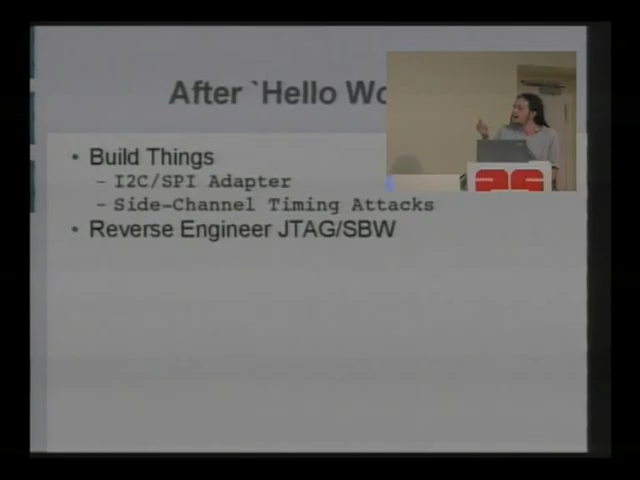 After `Hello Wo
• Build Things
– I2C/SPI Adapter
– Side-Channel Timing Attacks
• Reverse Engineer JTAG/SBW